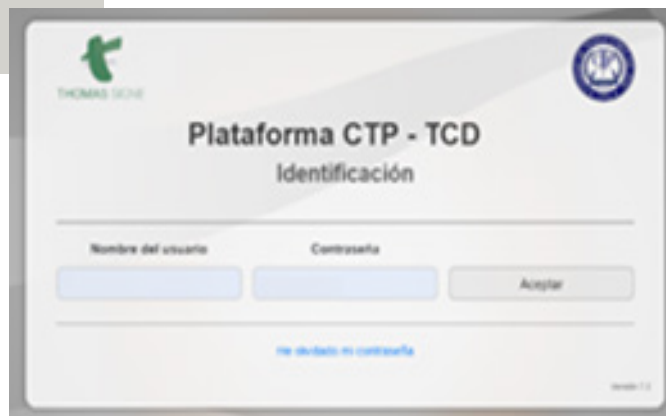 THOMAS SIGNE
Plataforma CTP - TCD
Identificación
Nombre del usuario Contraseña
Aceptar
He olvidado mi contraseña